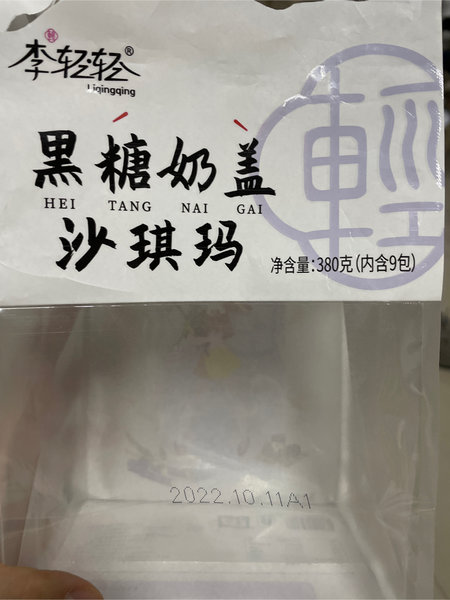 李轻轻®
Liqingqing
黑糖奶盖
HEI TANG NAI GAI
沙琪玛
净含量:380克(内含9包)
輕
2022.10.11A1